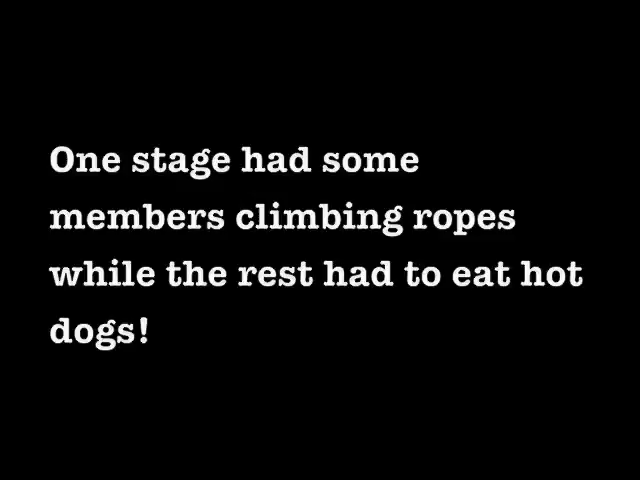 One stage had some
members climbing ropes
while the rest had to eat hot
dogs!